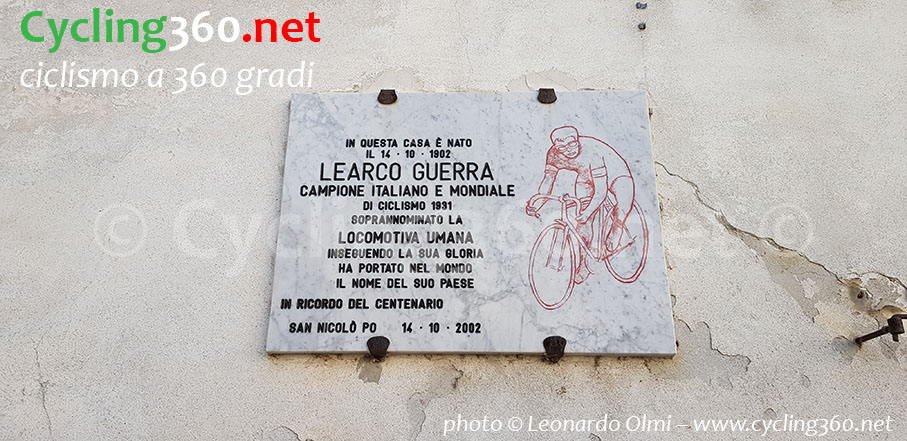 Cycling360.net
ciclismo a 360 gradi
IN QUESTA CASA È NATO
IL 14 · 10 · 1902
LEARCO GUERRA
CAMPIONE ITALIANO E MONDIALE
DI CICLISMO 1931
SOPRANNOMINATO LA
LOCOMOTIVA UMANA
INSEGUENDO LA SUA GLORIA
HA PORTATO NEL MONDO
IL NOME DEL SUO PAESE
IN RICORDO DEL CENTENARIO
SAN NICOLÒ PO 14 · 10 · 2002
photo © Leonardo Olmi – www.cycling360.net